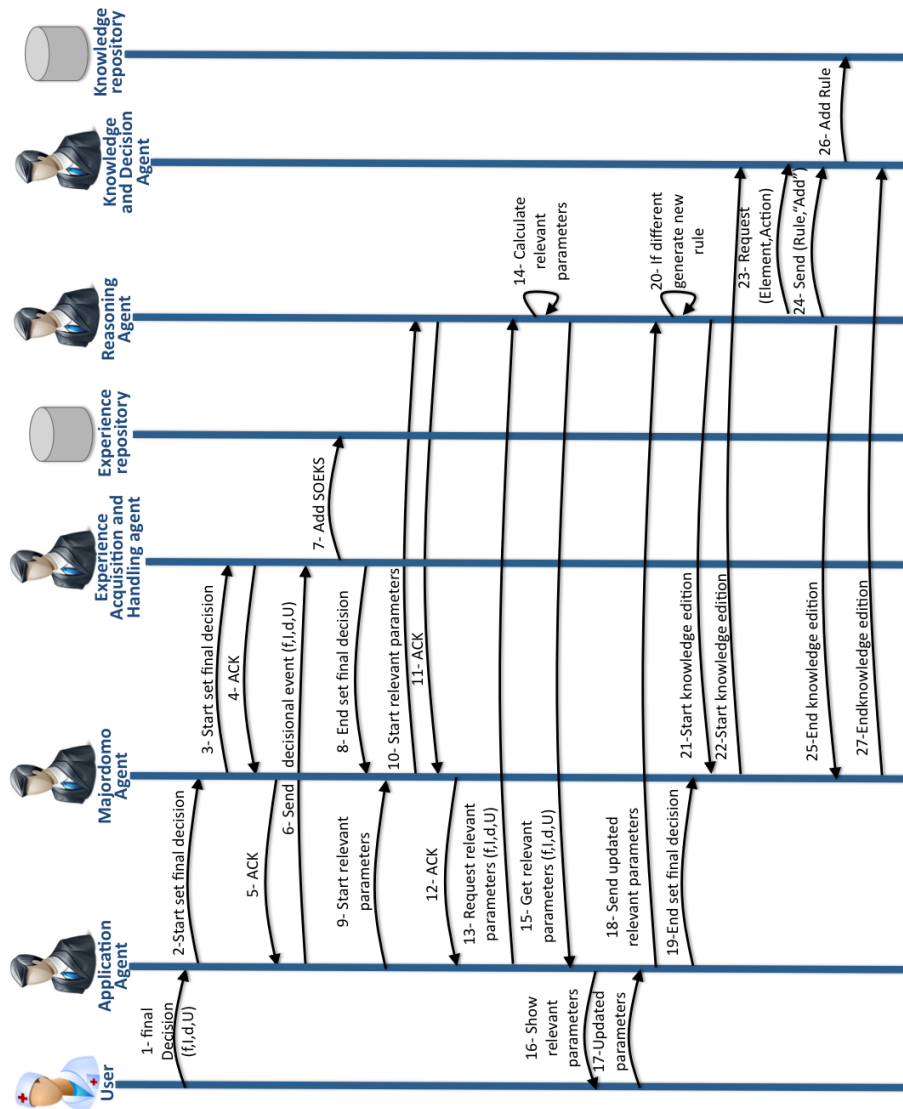 User
Application
Agent
Majordomo
Agent
Experience
Acquisition and
Handling agent
Experience
repository
Reasoning
Agent
Knowledge
and Decision
Agent
Knowledge
repository
1- final
Decision
(f,I,d,U)
2-Start set final decision
3- Start set final decision
4- ACK
5- ACK
6- Send decisional event (f,I,d,U)
7- Add SOEKS
8- End set final decision
9- Start relevant
parameters
10- Start relevant parameters
11- ACK
12- ACK
13- Request relevant
parameters (f,I,d,U)
14- Calculate
relevant
parameters
15- Get relevant
parameters (f,I,d,U)
16- Show
relevant
parameters
17-Updated
parameters
18- Send updated
relevant parameters
19-End set final decision
20- If different
generate new
rule
21-Start knowledge edition
22-Start knowledge edition
23- Request
(Element,Action)
24- Send (Rule,“Add”)
25-End knowledge edition
26- Add Rule
27-Endknowledge edition